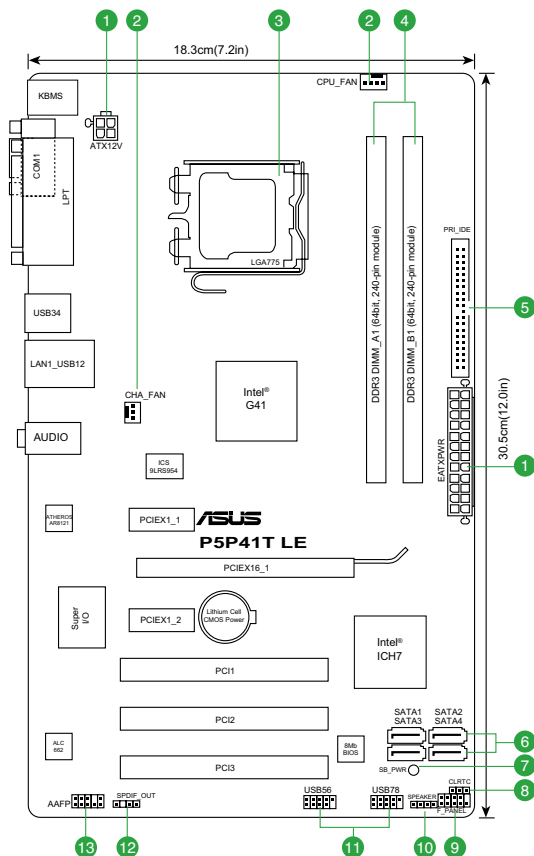 1
2
3
2
4
18.3cm(7.2in)
KBMS
CPU_FAN
ATX12V
COM1
LPT
LGA775
DDR3 DIMM_A1 (64bit, 240-pin module)
DDR3 DIMM_B1 (64bit, 240-pin module)
PRI_IDE
5
USB34
LAN1_USB12
CHA_FAN
2
Intel®
G41
30.5cm(12.0in)
AUDIO
EATXPWR
1
ICS
9LRS954
ATHEROS
AR8121
PCIEX1_1
ASUS
P5P41T LE
PCIEX16_1
Super
I/O
PCIEX1_2
Lithium Cell
CMOS Power
Intel®
ICH7
PCI1
SATA1
SATA3
SATA2
SATA4
6
PCI2
ALC
662
8Mb
BIOS
SB_PWR
7
PCI3
CLRTC
8
AAFP
SPDIF_OUT
USB56
USB78
SPEAKER
F_PANEL
13
12
11
10
9